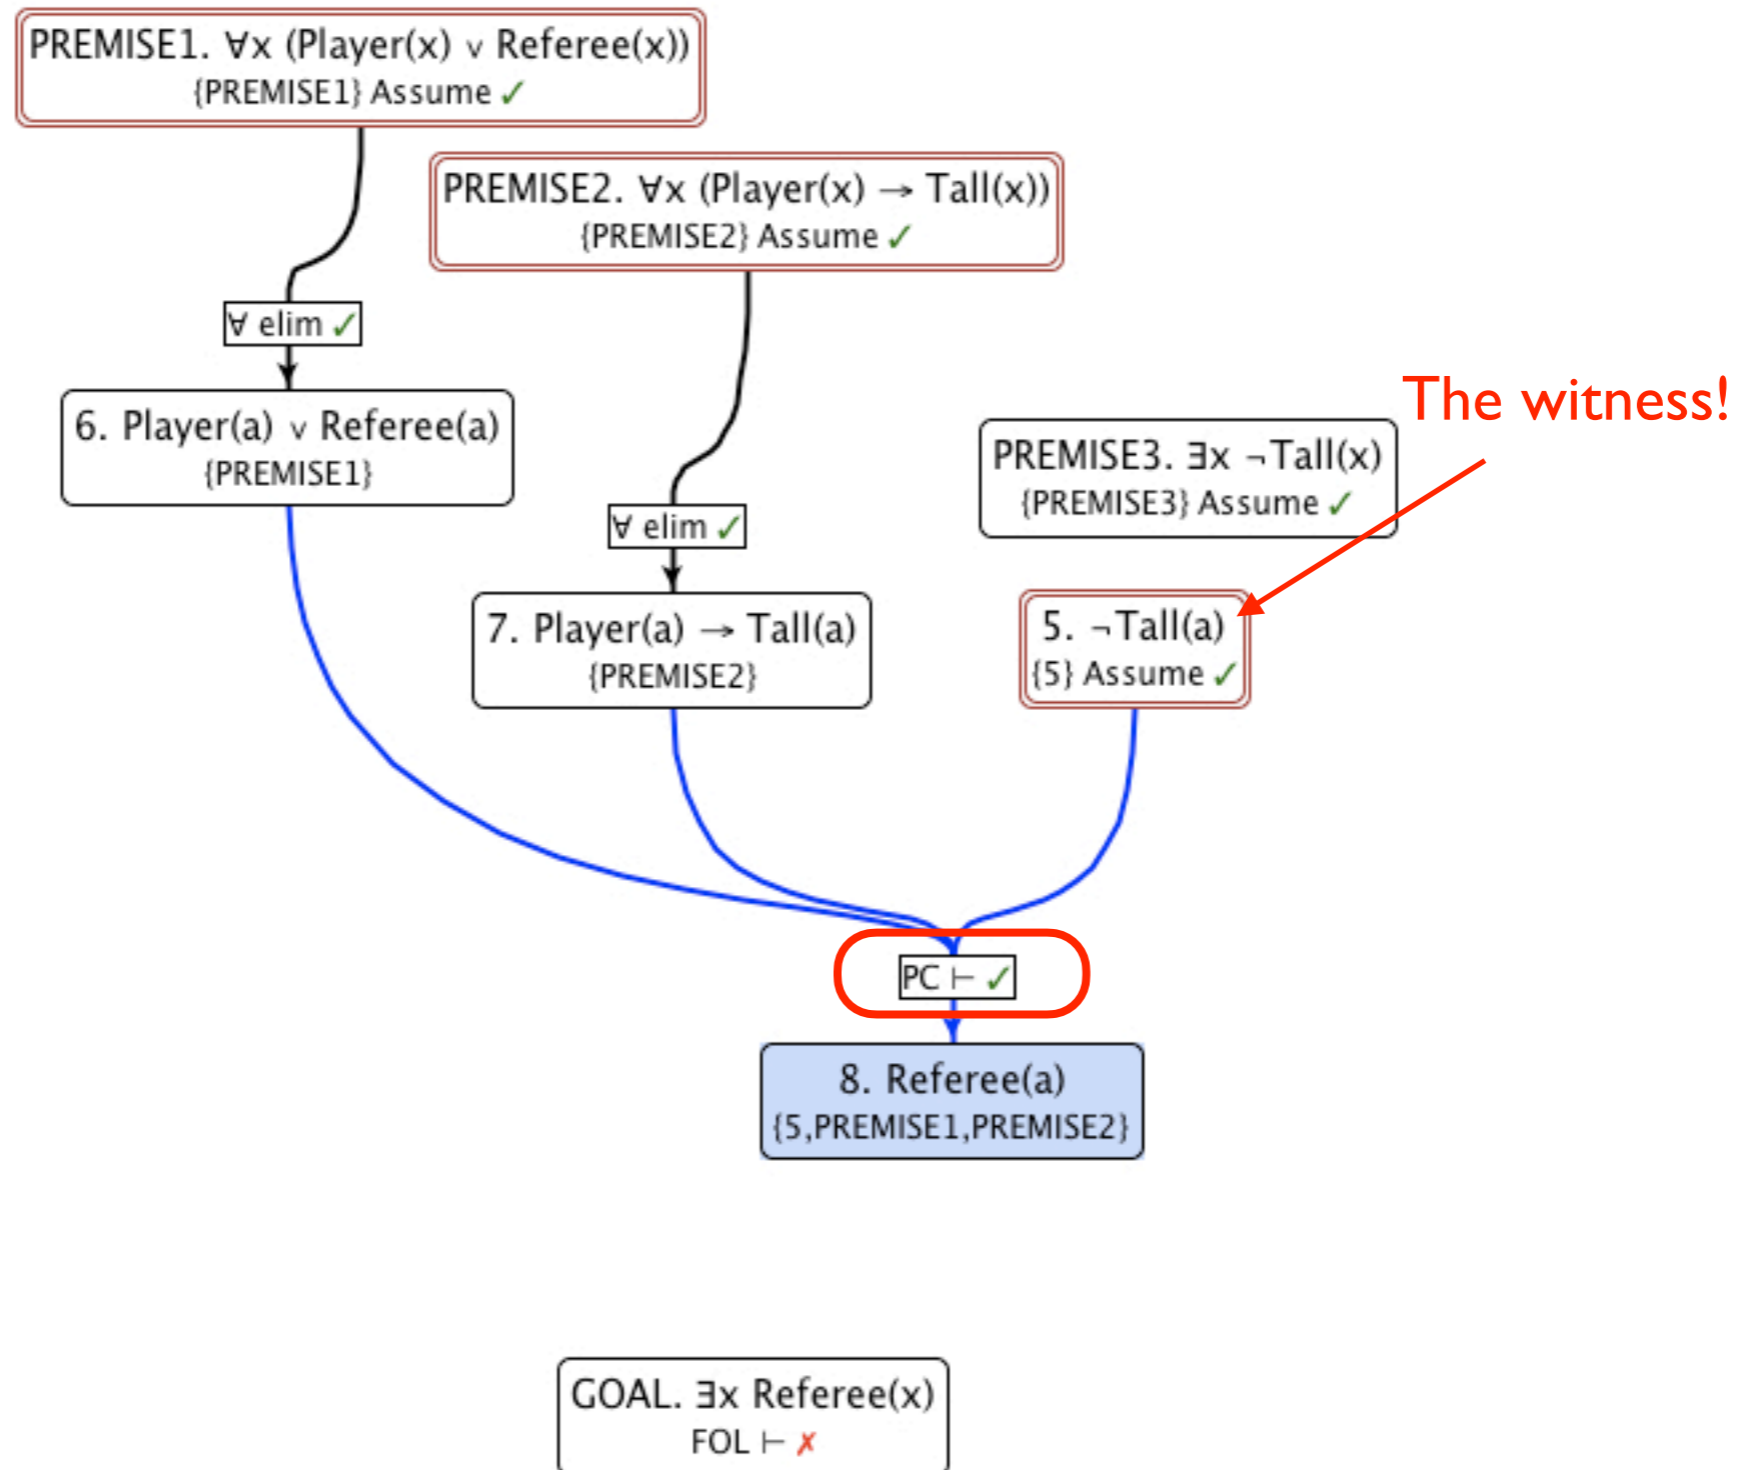 PREMISE1. ∀x (Player(x) ∨ Referee(x))
{PREMISE1} Assume ✓
PREMISE2. ∀x (Player(x) → Tall(x))
{PREMISE2} Assume ✓
∀ elim ✓
The witness!
6. Player(a) ∨ Referee(a)
{PREMISE1}
PREMISE3. ∃x ¬Tall(x)
{PREMISE3} Assume ✓
∀ elim ✓
7. Player(a) → Tall(a)
{PREMISE2}
5. ¬Tall(a)
{5} Assume ✓
PC ⊢ ✓
8. Referee(a)
{5,PREMISE1,PREMISE2}
GOAL. ∃x Referee(x)
FOL ⊢ ✗